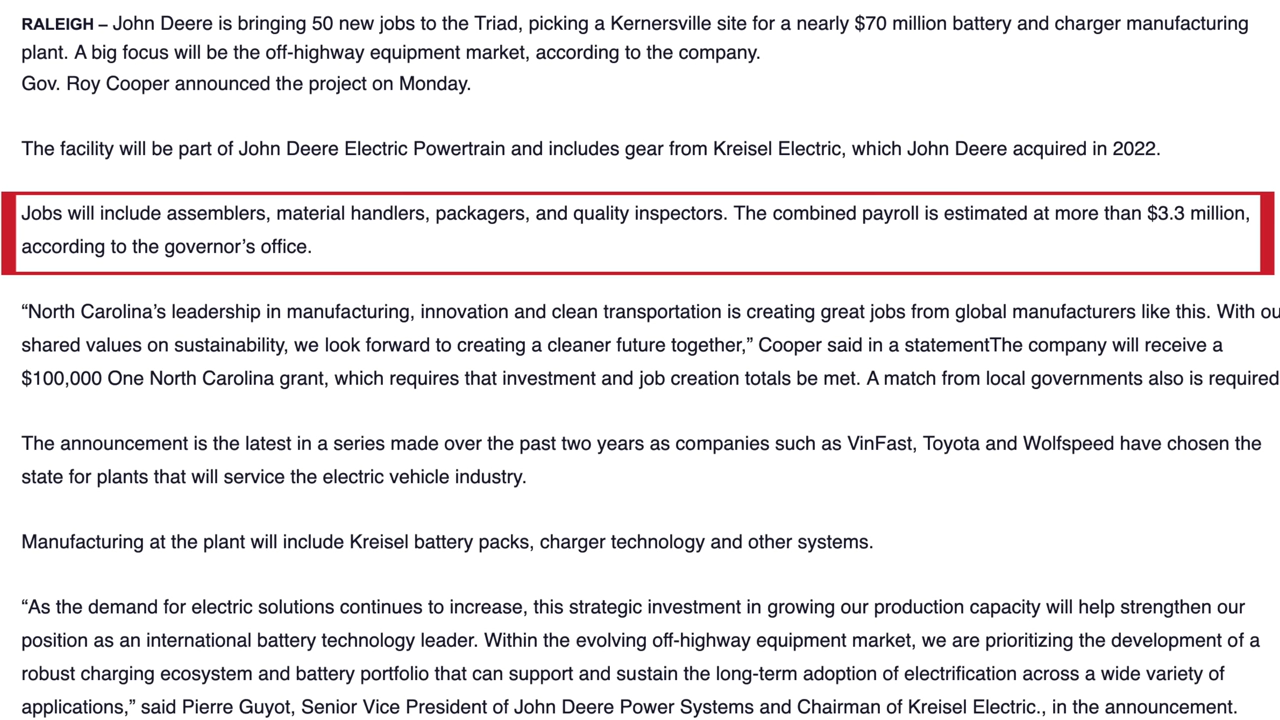 RALEIGH – John Deere is bringing 50 new jobs to the Triad, picking a Kernersville site for a nearly $70 million battery and charger manufacturing
plant. A big focus will be the off-highway equipment market, according to the company.
Gov. Roy Cooper announced the project on Monday.
The facility will be part of John Deere Electric Powertrain and includes gear from Kreisel Electric, which John Deere acquired in 2022.
Jobs will include assemblers, material handlers, packagers, and quality inspectors. The combined payroll is estimated at more than $3.3 million,
according to the governor’s office.
“North Carolina’s leadership in manufacturing, innovation and clean transportation is creating great jobs from global manufacturers like this. With ou
shared values on sustainability, we look forward to creating a cleaner future together,” Cooper said in a statementThe company will receive a
$100,000 One North Carolina grant, which requires that investment and job creation totals be met. A match from local governments also is required
The announcement is the latest in a series made over the past two years as companies such as VinFast, Toyota and Wolfspeed have chosen the
state for plants that will service the electric vehicle industry.
Manufacturing at the plant will include Kreisel battery packs, charger technology and other systems.
“As the demand for electric solutions continues to increase, this strategic investment in growing our production capacity will help strengthen our
position as an international battery technology leader. Within the evolving off-highway equipment market, we are prioritizing the development of a
robust charging ecosystem and battery portfolio that can support and sustain the long-term adoption of electrification across a wide variety of
applications,” said Pierre Guyot, Senior Vice President of John Deere Power Systems and Chairman of Kreisel Electric., in the announcement.